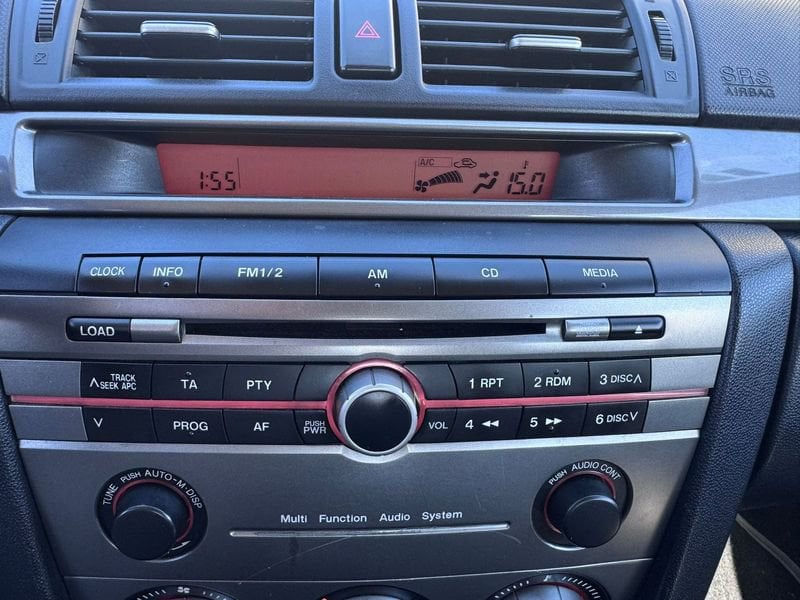 SRS
AIRBAG
1:55
A/C
15.0
CLOCK INFO FM1/2 AM CD MEDIA
LOAD
TRACK
SEEK APC
TA PTY 1 RPT 2 RDM 3 DISC
PROG AF PUSH
PWR
VOL 4 5 6 DISC
TUNE PUSH AUTO-M·DISP
PUSH AUDIO CONT
Multi Function Audio System